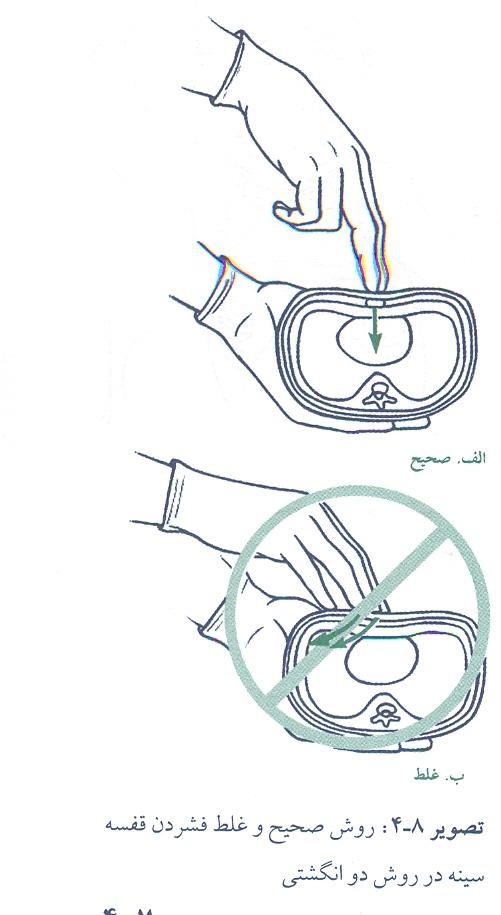 الف. صحیح
ب. غلط
تصویر ۸-۴: روش صحیح و غلط فشردن قفسه
سینه در روش دو انگشتی